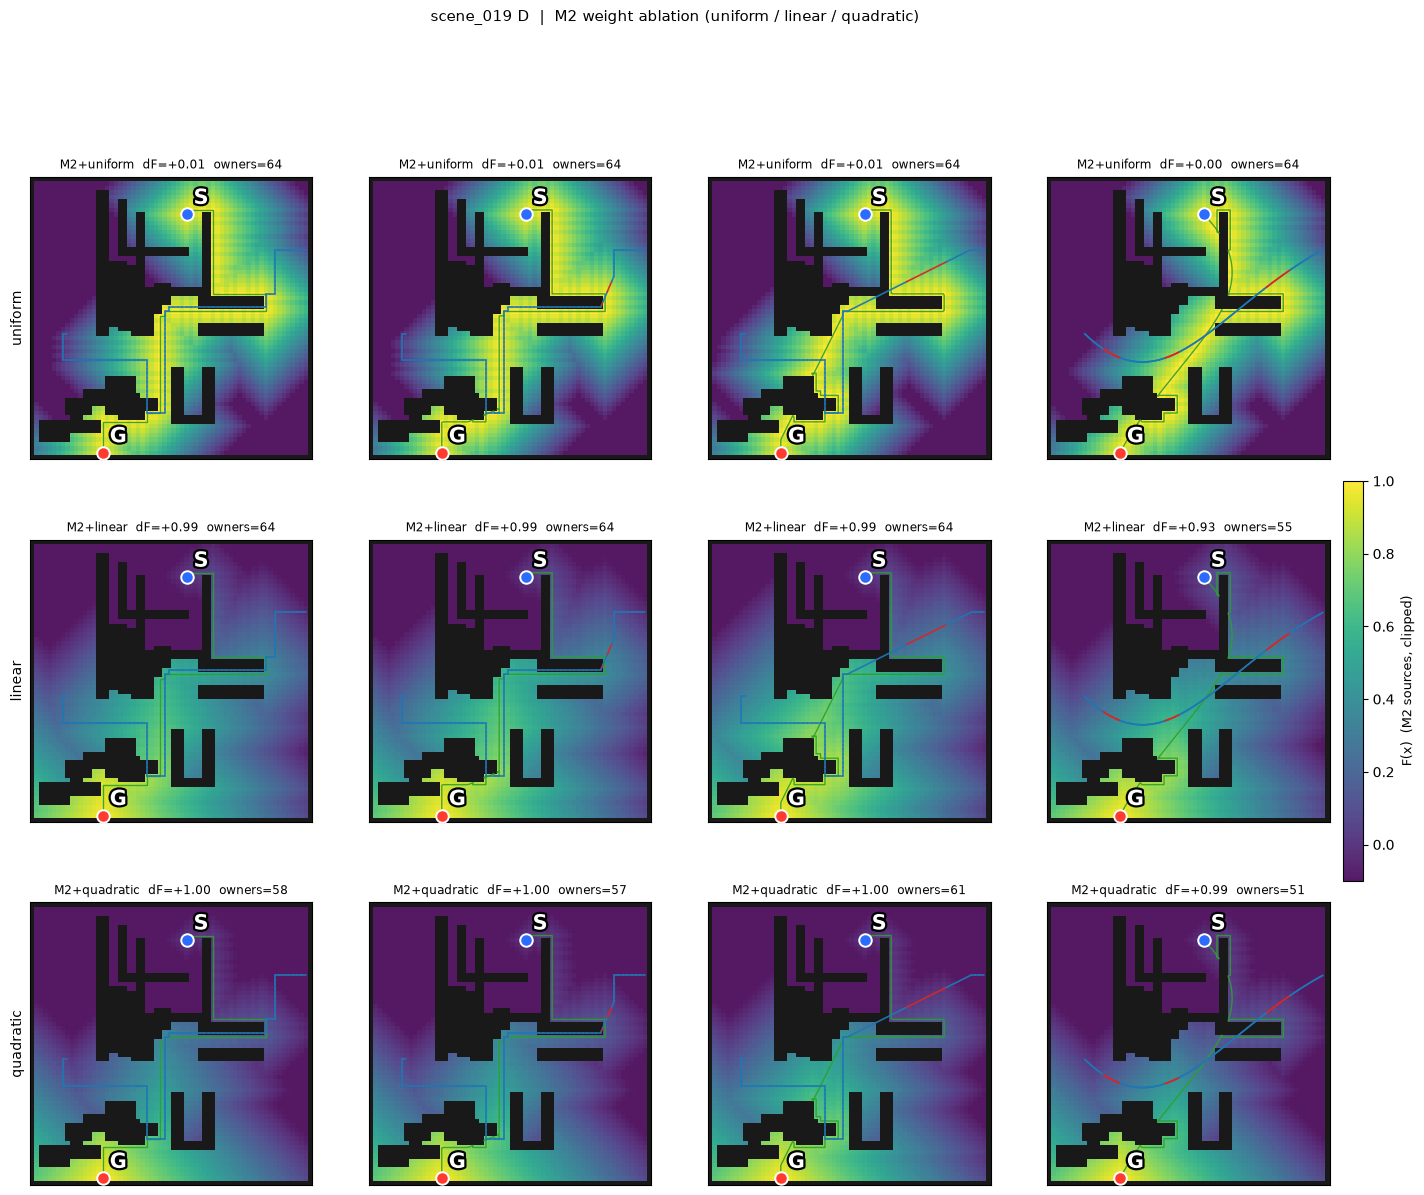 scene_019 D | M2 weight ablation (uniform / linear / quadratic)
M2+uniform dF=+0.01 owners=64
M2+uniform dF=+0.01 owners=64
M2+uniform dF=+0.01 owners=64
M2+uniform dF=+0.00 owners=64
uniform
S
G
S
G
S
G
S
G
M2+linear dF=+0.99 owners=64
M2+linear dF=+0.99 owners=64
M2+linear dF=+0.99 owners=64
M2+linear dF=+0.93 owners=55
linear
S
G
S
G
S
G
S
G
M2+quadratic dF=+1.00 owners=58
M2+quadratic dF=+1.00 owners=57
M2+quadratic dF=+1.00 owners=61
M2+quadratic dF=+0.99 owners=51
quadratic
S
G
S
G
S
G
S
G
1.0
0.8
0.6
0.4
0.2
0.0
F(x) (M2 sources, clipped)